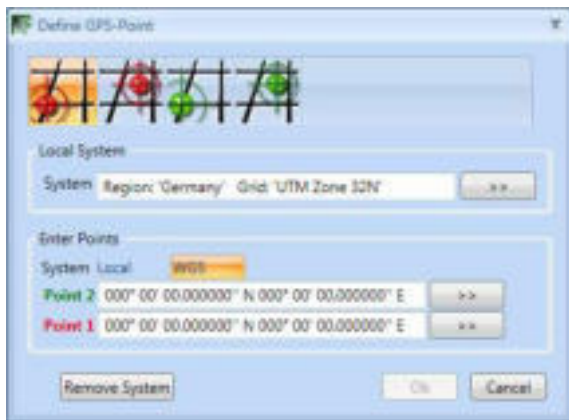 Define GPS-Point
Local System
System Region: 'Germany' Grid: 'UTM Zone 32N' >>
Enter Points
System Local WGS
Point 2 000° 00' 00.000000'' N 000° 00' 00.000000'' E >>
Point 1 000° 00' 00.000000'' N 000° 00' 00.000000'' E >>
Remove System Ok Cancel